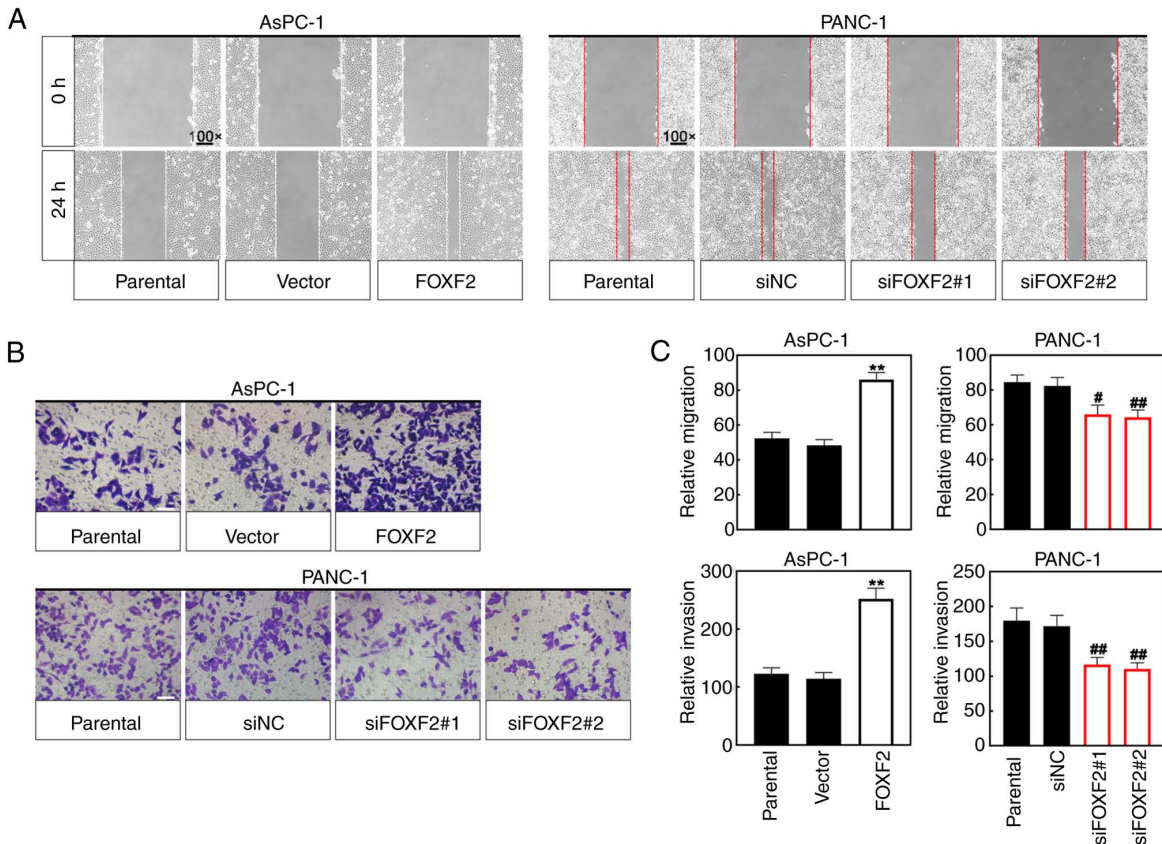 A
AsPC-1
PANC-1
0 h
100×
100×
24 h
Parental
Vector
FOXF2
Parental
siNC
siFOXF2#1
siFOXF2#2
B
AsPC-1
Parental
Vector
FOXF2
PANC-1
Parental
siNC
siFOXF2#1
siFOXF2#2
C
AsPC-1
Relative migration
100
80
60
40
20
0
**
PANC-1
Relative migration
100
80
60
40
20
0
#
##
AsPC-1
Relative invasion
300
200
100
0
**
Parental
Vector
FOXF2
PANC-1
Relative invasion
250
200
150
100
50
0
##
##
Parental
siNC
siFOXF2#1
siFOXF2#2